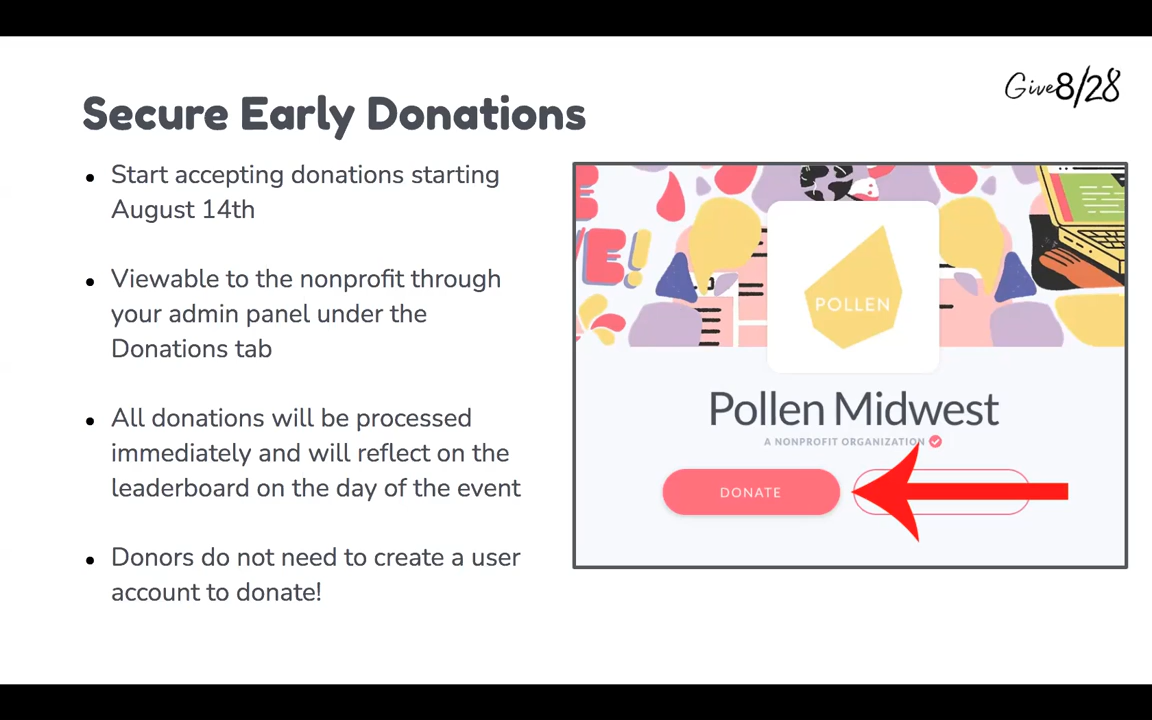 Give8/28
Secure Early Donations
• Start accepting donations starting
August 14th
• Viewable to the nonprofit through
your admin panel under the
Donations tab
• All donations will be processed
immediately and will reflect on the
leaderboard on the day of the event
• Donors do not need to create a user
account to donate!
E!
POLLEN
Pollen Midwest
A NONPROFIT ORGANIZATION
DONATE